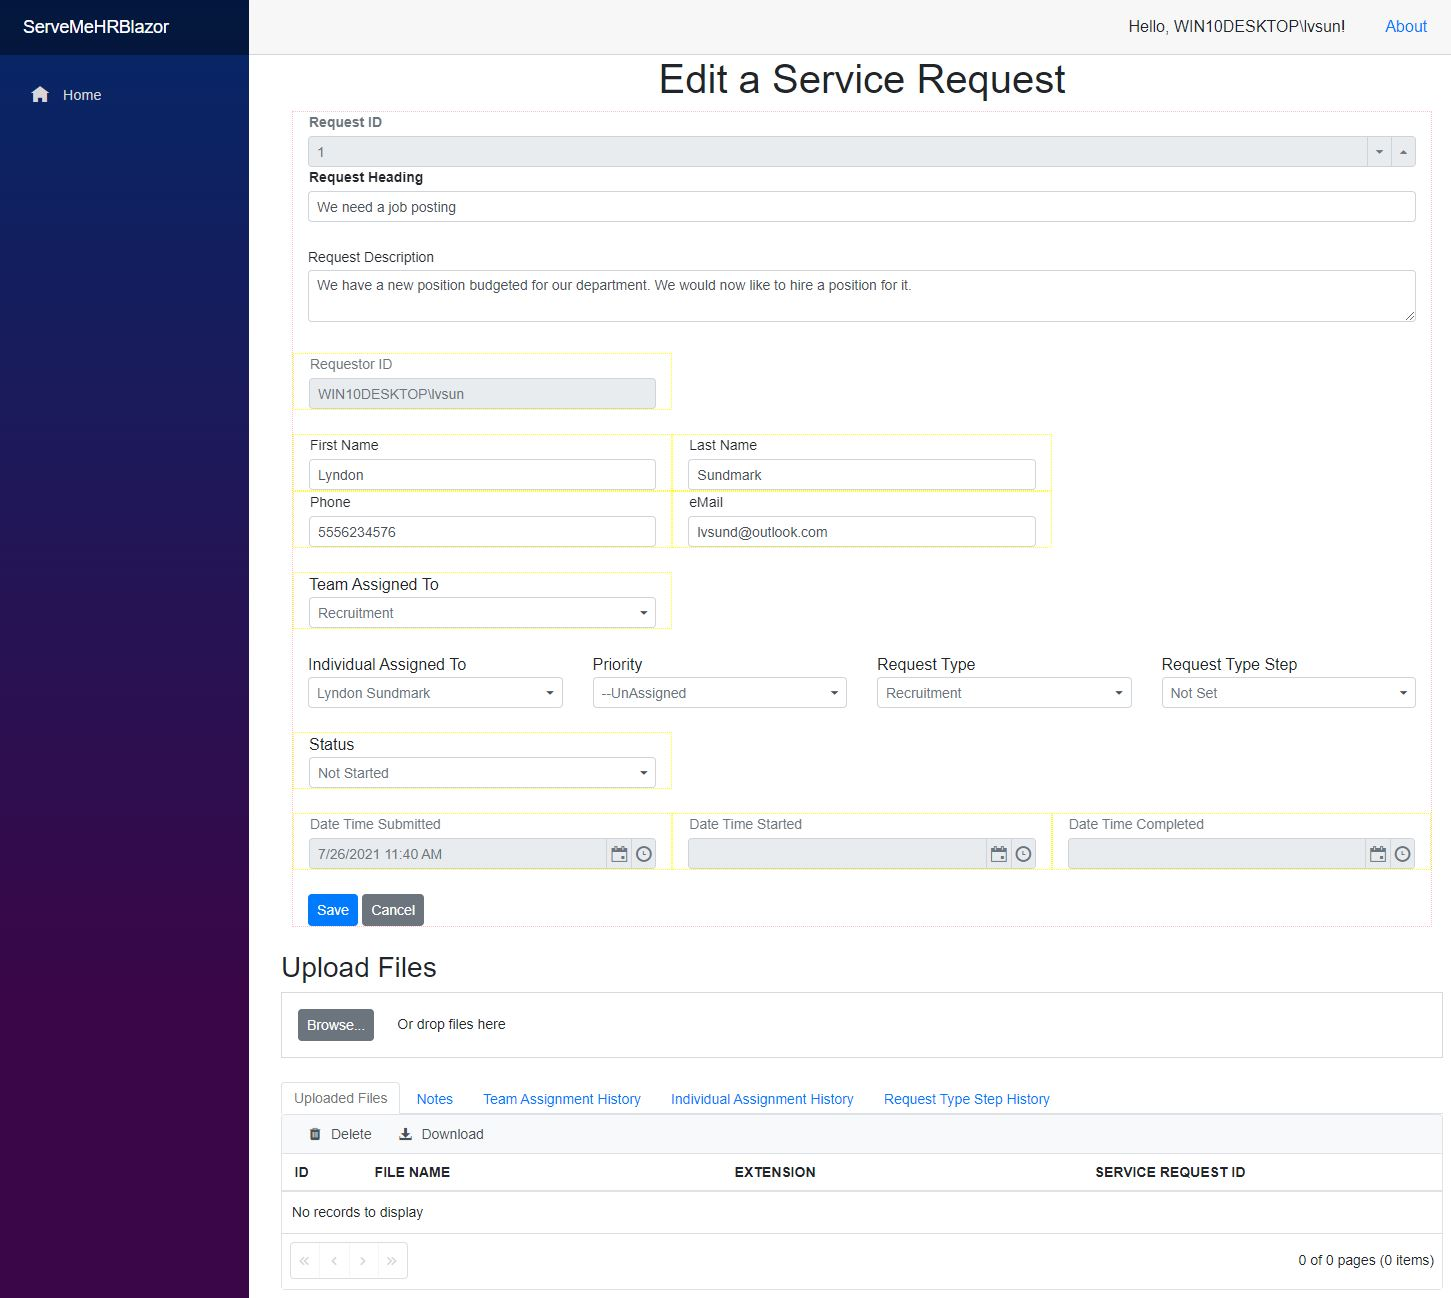 ServeMeHRBlazor
Hello, WIN10DESKTOP\lvsun! About
Home
Edit a Service Request
Request ID
1
Request Heading
We need a job posting
Request Description
We have a new position budgeted for our department. We would now like to hire a position for it.
Requestor ID
WIN10DESKTOP\lvsun
First Name Last Name
Lyndon Sundmark
Phone eMail
5556234576 lvsund@outlook.com
Team Assigned To
Recruitment
Individual Assigned To Priority Request Type Request Type Step
Lyndon Sundmark --UnAssigned Recruitment Not Set
Status
Not Started
Date Time Submitted Date Time Started Date Time Completed
7/26/2021 11:40 AM
Save Cancel
Upload Files
Browse... Or drop files here
Uploaded Files Notes Team Assignment History Individual Assignment History Request Type Step History
Delete Download
ID FILE NAME EXTENSION SERVICE REQUEST ID
No records to display
0 of 0 pages (0 items)